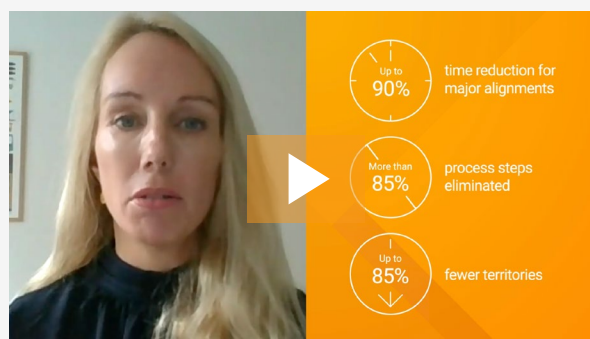 Up to
90%
time reduction for
major alignments
More than
85%
process steps
eliminated
Up to
85%
fewer territories